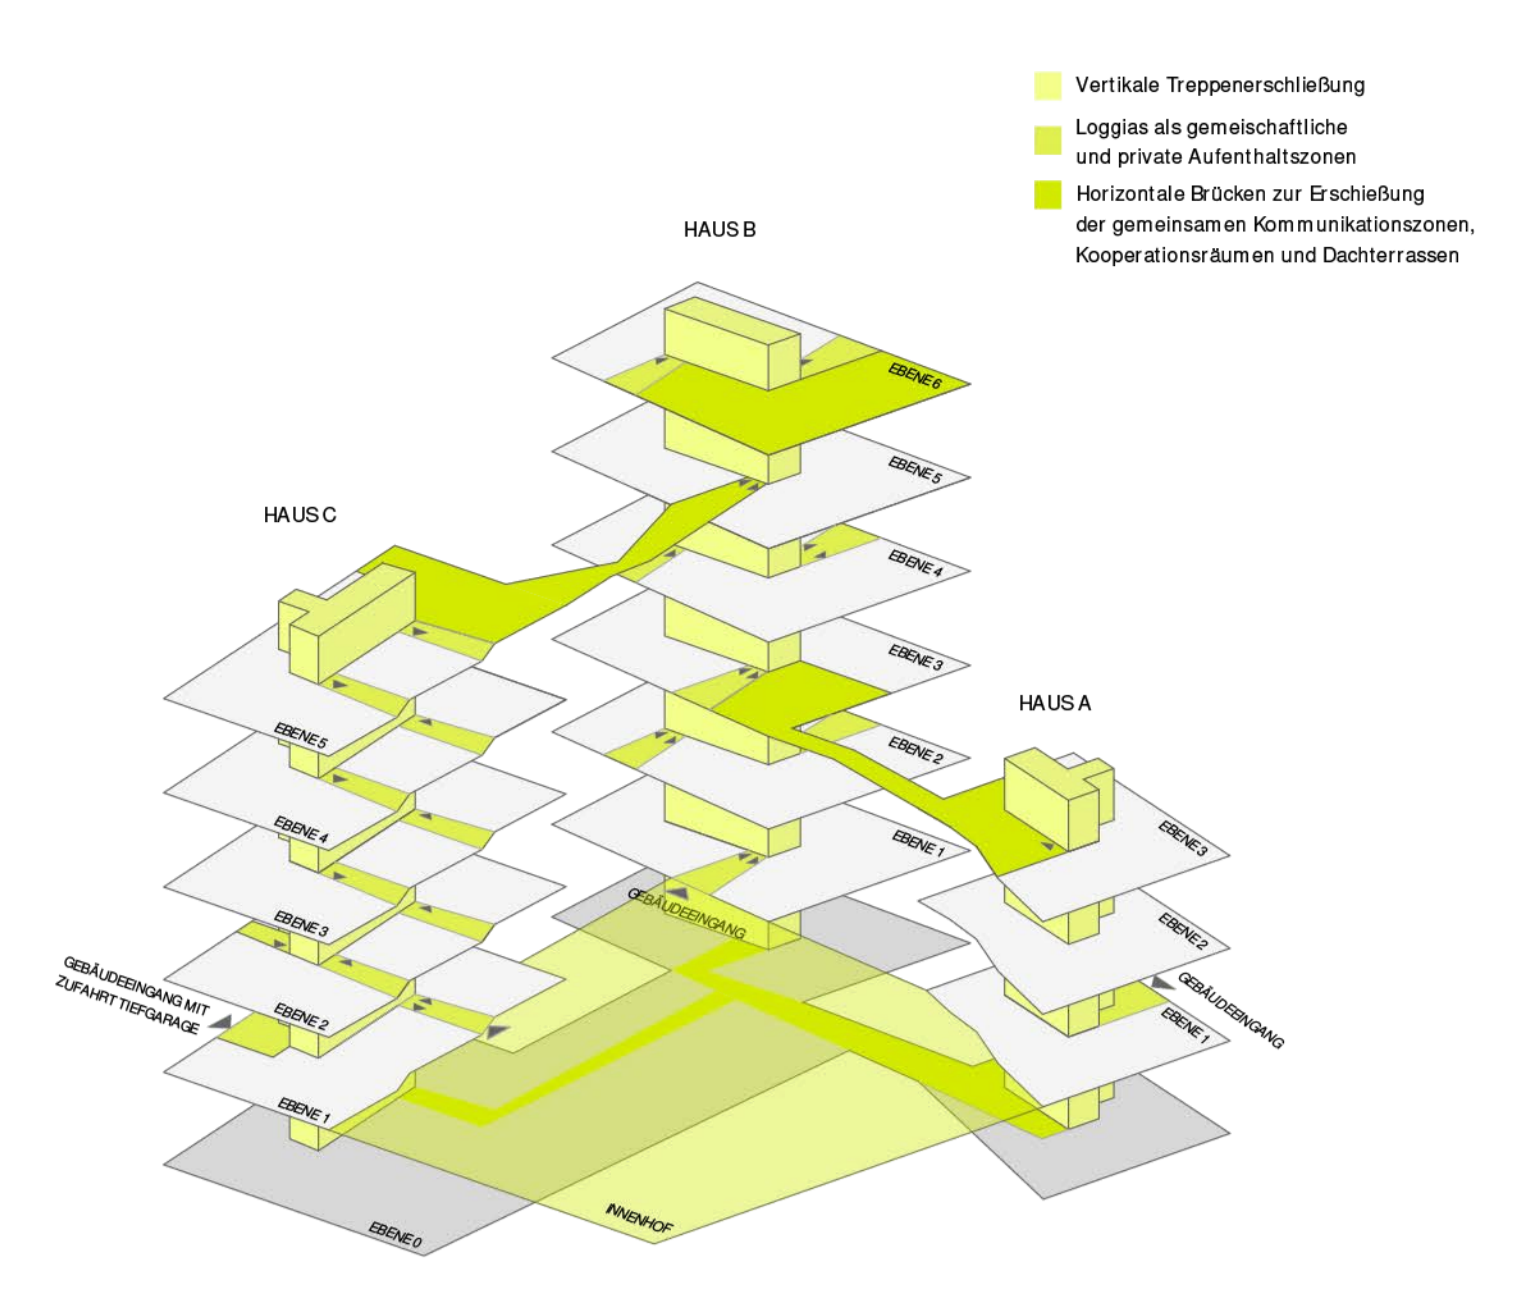 Vertikale Treppenerschließung
Loggias als gemeischaftliche
und private Aufenthaltszonen
Horizontale Brücken zur Erschießung
der gemeinsamen Kommunikationszonen,
Kooperationsräumen und Dachterrassen
HAUS B
EBENE 6
EBENE 5
EBENE 4
EBENE 3
EBENE 2
EBENE 1
GEBÄUDEEINGANG
HAUS C
EBENE 5
EBENE 4
EBENE 3
EBENE 2
EBENE 1
GEBÄUDEEINGANG MIT
ZUFAHRT TIEFGARAGE
EBENE 0
INNENHOF
HAUS A
EBENE 3
EBENE 2
EBENE 1
GEBÄUDEEINGANG